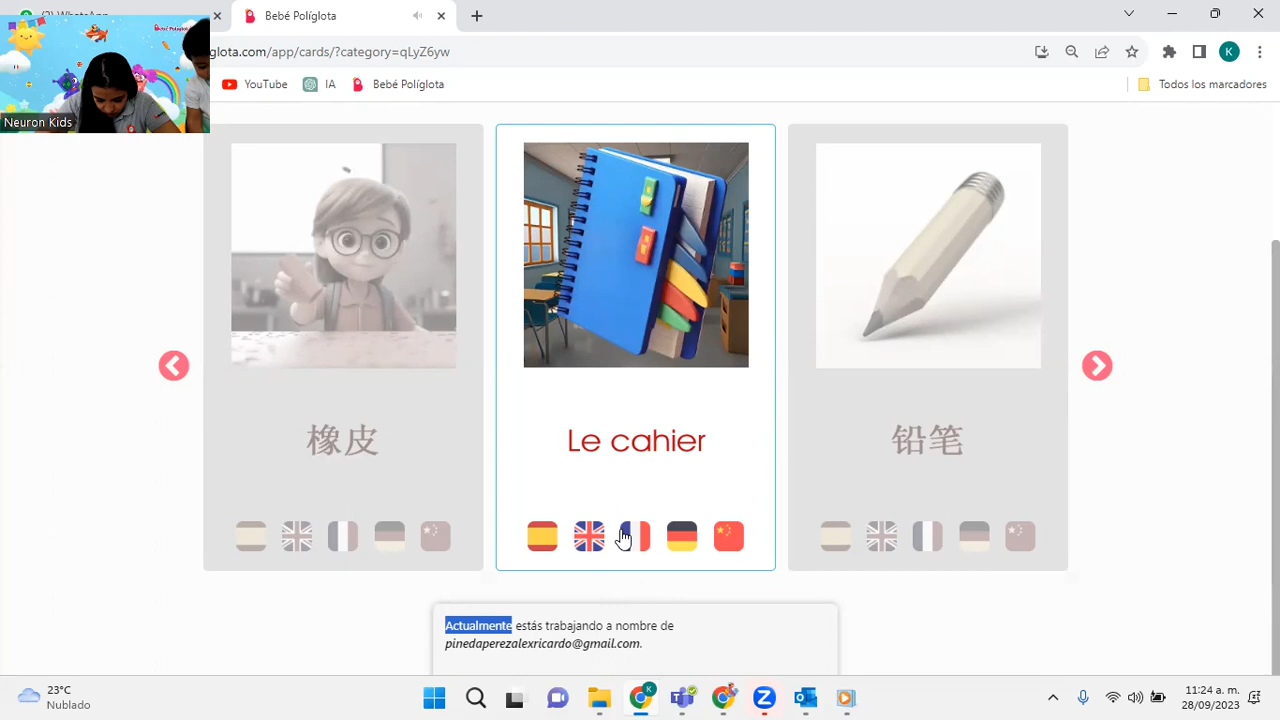 Bebé Políglota
glota.com/app/cards/?category=qLyZ6yw
K
YouTube
IA
Bebé Políglota
Todos los marcadores
Bebé Políglota
Neuron Kids
橡皮
Le cahier
铅笔
Actualmente estás trabajando a nombre de
pinedaperezalexricardo@gmail.com.
23°C
Nublado
K
Z
11:24 a. m.
28/09/2023